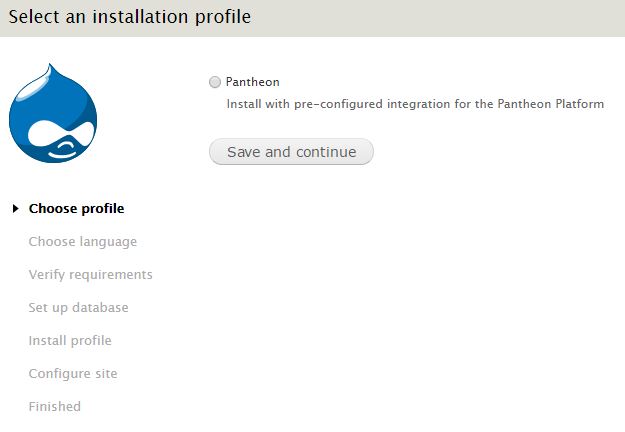 Select an installation profile
Pantheon
Install with pre-configured integration for the Pantheon Platform
Save and continue
Choose profile
Choose language
Verify requirements
Set up database
Install profile
Configure site
Finished